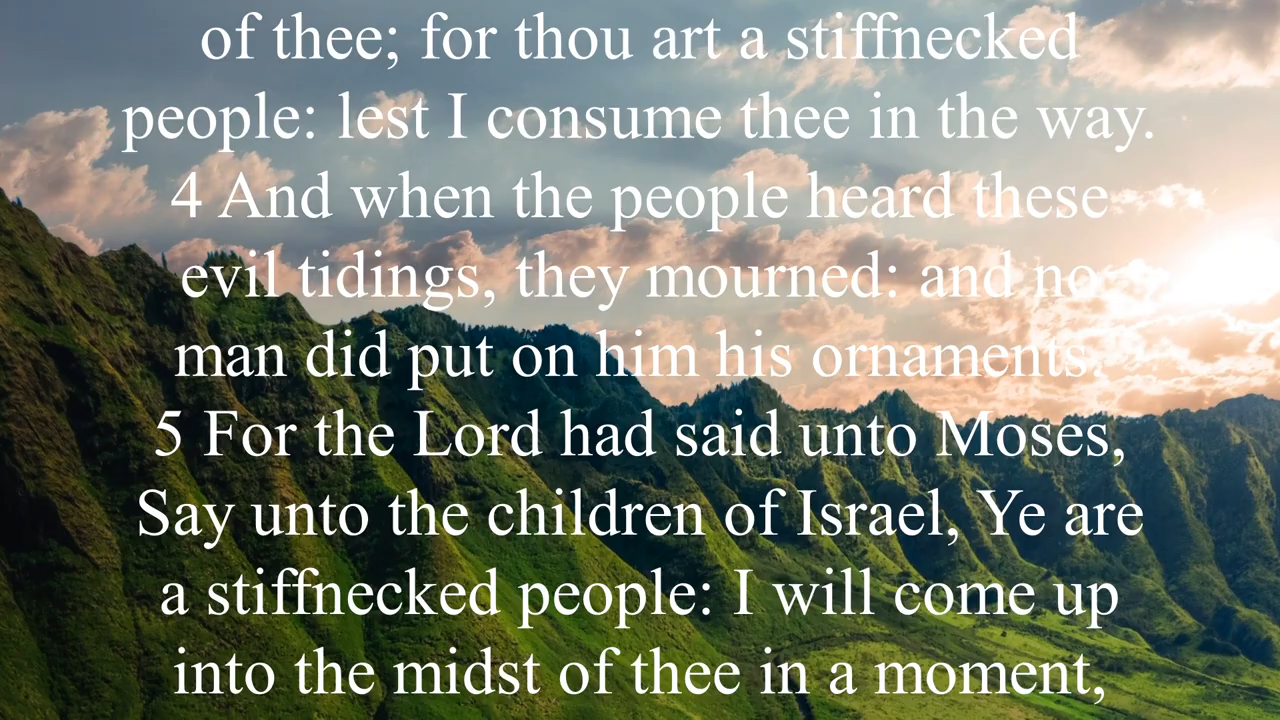 of thee; for thou art a stiffnecked
people: lest I consume thee in the way.
4 And when the people heard these
evil tidings, they mourned: and no
man did put on him his ornaments.
5 For the Lord had said unto Moses,
Say unto the children of Israel, Ye are
a stiffnecked people: I will come up
into the midst of thee in a moment,